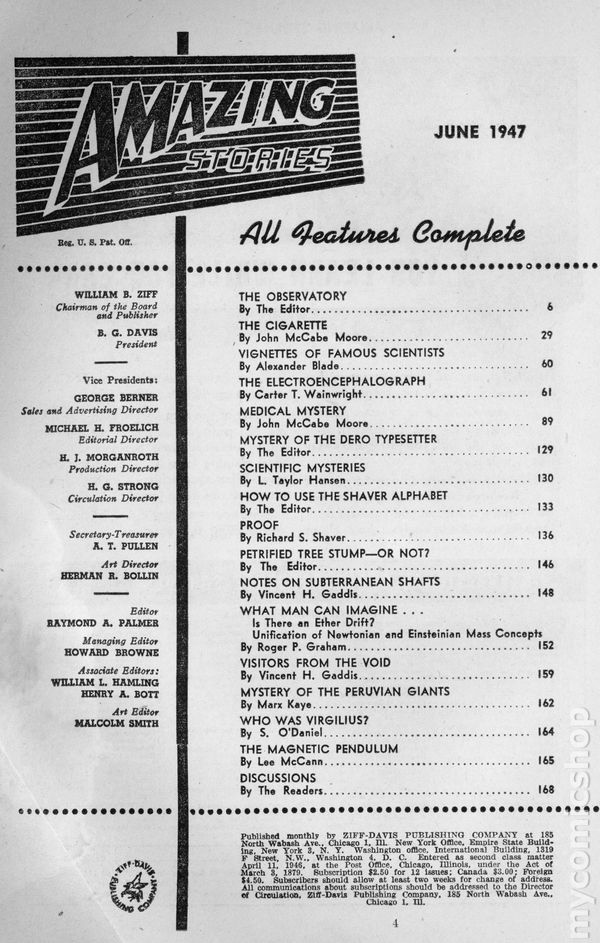 AMAZING
STORIES
Reg. U. S. Pat. Off.
JUNE 1947
All Features Complete
WILLIAM B. ZIFF
Chairman of the Board
and Publisher
B. G. DAVIS
President
Vice Presidents:
GEORGE BERNER
Sales and Advertising Director
MICHAEL H. FROELICH
Editorial Director
H. J. MORGANROTH
Production Director
H. G. STRONG
Circulation Director
Secretary-Treasurer
A. T. PULLEN
Art Director
HERMAN R. BOLLIN
Editor
RAYMOND A. PALMER
Managing Editor
HOWARD BROWNE
Associate Editors:
WILLIAM L. HAMLING
HENRY A. BOTT
Art Editor
MALCOLM SMITH
THE OBSERVATORY
By The Editor........................................ 6
THE CIGARETTE
By John McCabe Moore............................ 29
VIGNETTES OF FAMOUS SCIENTISTS
By Alexander Blade................................. 60
THE ELECTROENCEPHALOGRAPH
By Carter T. Wainwright............................ 61
MEDICAL MYSTERY
By John McCabe Moore............................ 89
MYSTERY OF THE DERO TYPESETTER
By The Editor........................................ 129
SCIENTIFIC MYSTERIES
By L. Taylor Hansen................................ 130
HOW TO USE THE SHAVER ALPHABET
By The Editor........................................ 133
PROOF
By Richard S. Shaver................................ 136
PETRIFIED TREE STUMP—OR NOT?
By The Editor........................................ 146
NOTES ON SUBTERRANEAN SHAFTS
By Vincent H. Gaddis............................... 148
WHAT MAN CAN IMAGINE . . .
Is There an Ether Drift?
Unification of Newtonian and Einsteinian Mass Concepts
By Roger P. Graham................................ 152
VISITORS FROM THE VOID
By Vincent H. Gaddis............................... 159
MYSTERY OF THE PERUVIAN GIANTS
By Marx Kaye........................................ 162
WHO WAS VIRGILIUS?
By S. O'Daniel....................................... 164
THE MAGNETIC PENDULUM
By Lee McCann...................................... 165
DISCUSSIONS
By The Readers...................................... 168
ZIFF-DAVIS
PUBLISHING COMPANY
Published monthly by ZIFF-DAVIS PUBLISHING COMPANY at 185
North Wabash Ave., Chicago 1, Ill. New York Office, Empire State Build-
ing, New York 3, N. Y. Washington office, International Building, 1319
F Street, N.W., Washington 4, D. C. Entered as second class matter
April 11, 1946, at the Post Office, Chicago, Illinois, under the Act of
March 3, 1879. Subscription $2.50 for 12 issues; Canada $3.00; Foreign
$4.50. Subscribers should allow at least two weeks for change of address.
All communications about subscriptions should be addressed to the Director
of Circulation, Ziff-Davis Publishing Company, 185 North Wabash Ave.,
Chicago 1, Ill.
4
mycomicshop